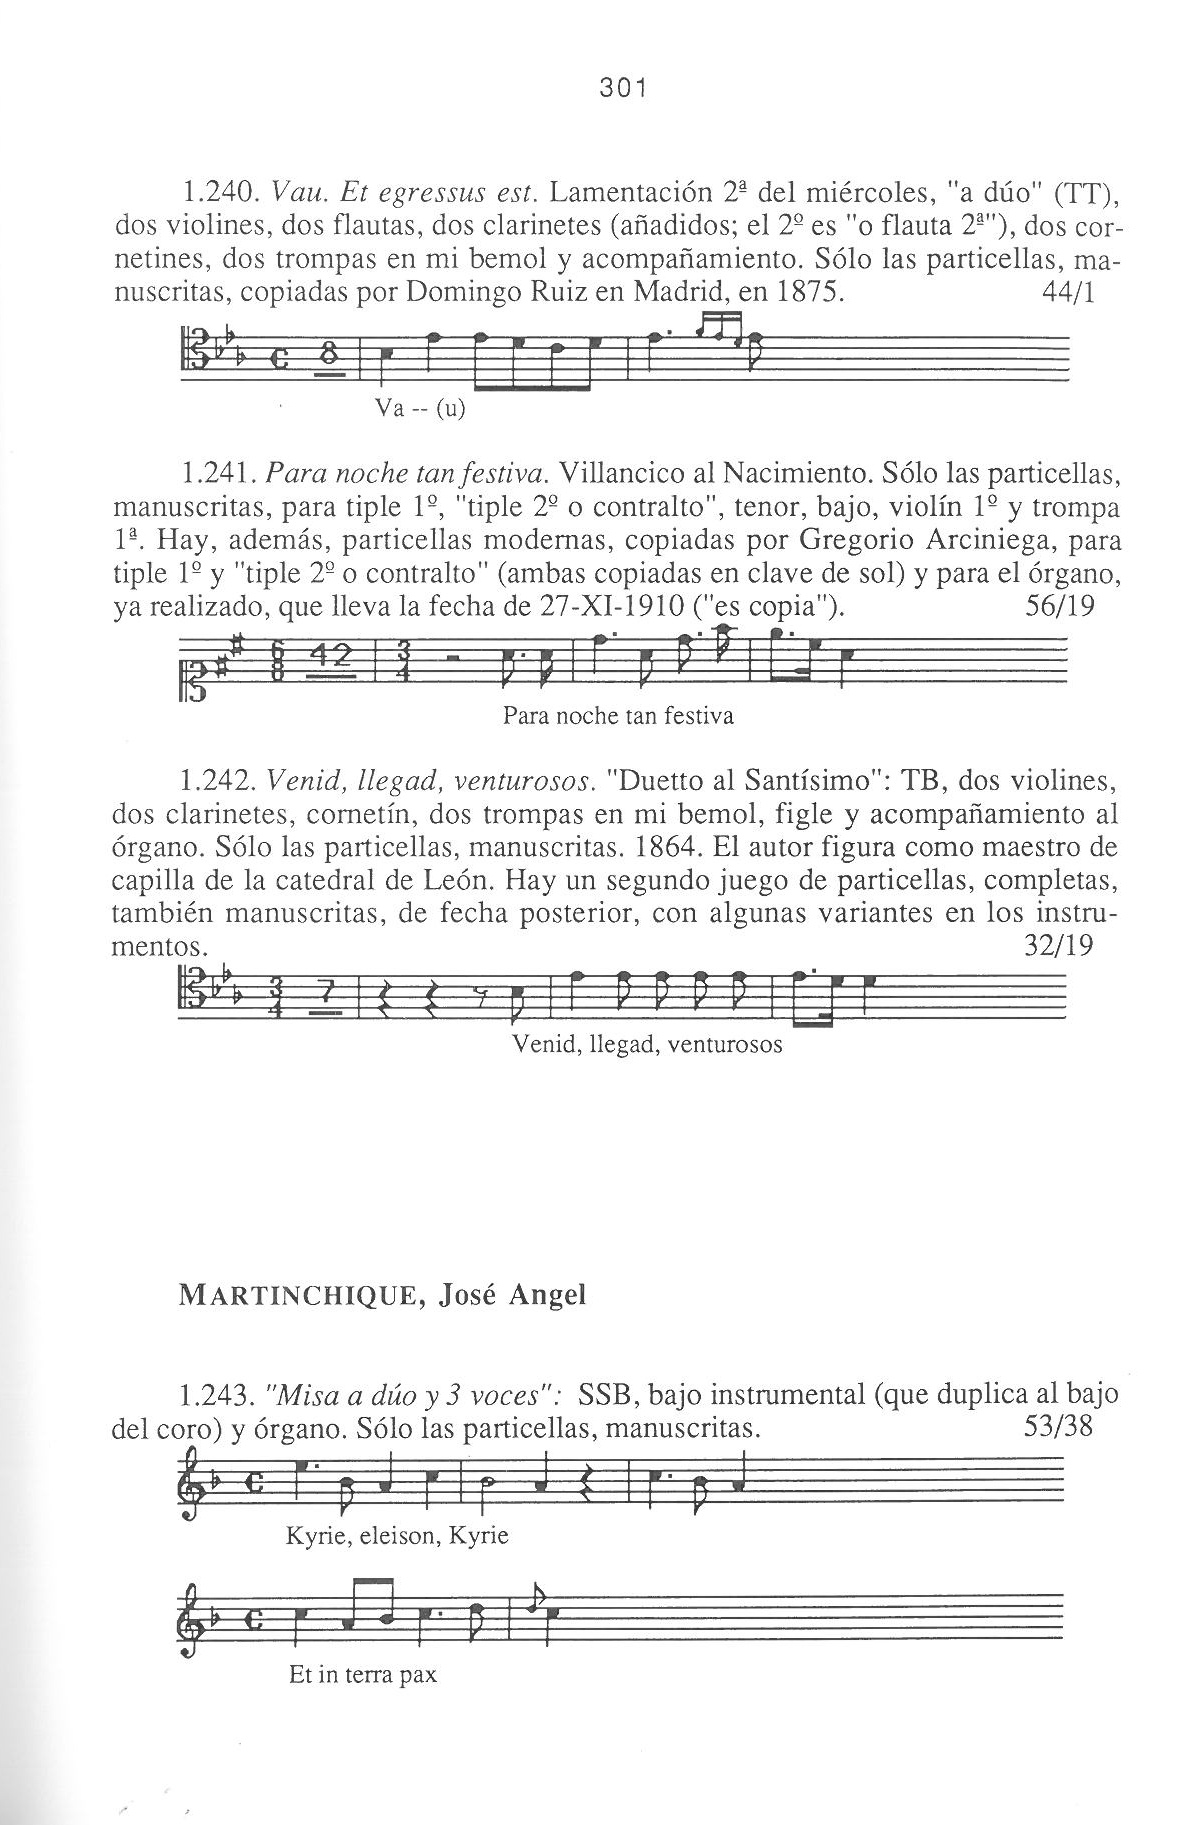 301
1.240. Vau. Et egressus est. Lamentación 2ª del miércoles, "a dúo" (TT),
dos violines, dos flautas, dos clarinetes (añadidos; el 2º es "o flauta 2ª"), dos cor-
netines, dos trompas en mi bemol y acompañamiento. Sólo las particellas, ma-
nuscritas, copiadas por Domingo Ruiz en Madrid, en 1875. 44/1
8
Va -- (u)
1.241. Para noche tan festiva. Villancico al Nacimiento. Sólo las particellas,
manuscritas, para tiple 1º, "tiple 2º o contralto", tenor, bajo, violín 1º y trompa
1ª. Hay, además, particellas modernas, copiadas por Gregorio Arciniega, para
tiple 1º y "tiple 2º o contralto" (ambas copiadas en clave de sol) y para el órgano,
ya realizado, que lleva la fecha de 27-XI-1910 ("es copia"). 56/19
6/8 42 3/4
Para noche tan festiva
1.242. Venid, llegad, venturosos. "Duetto al Santísimo": TB, dos violines,
dos clarinetes, cornetín, dos trompas en mi bemol, figle y acompañamiento al
órgano. Sólo las particellas, manuscritas. 1864. El autor figura como maestro de
capilla de la catedral de León. Hay un segundo juego de particellas, completas,
también manuscritas, de fecha posterior, con algunas variantes en los instru-
mentos. 32/19
3/4 7
Venid, llegad, venturosos
MARTINCHIQUE, José Angel
1.243. "Misa a dúo y 3 voces": SSB, bajo instrumental (que duplica al bajo
del coro) y órgano. Sólo las particellas, manuscritas. 53/38
Kyrie, eleison, Kyrie
Et in terra pax